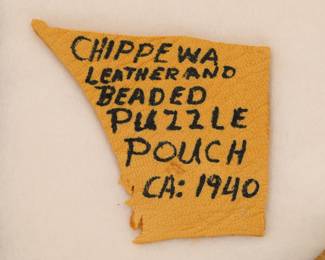 CHIPPEWA
LEATHER AND
BEADED
PUZZLE
POUCH
CA: 1940